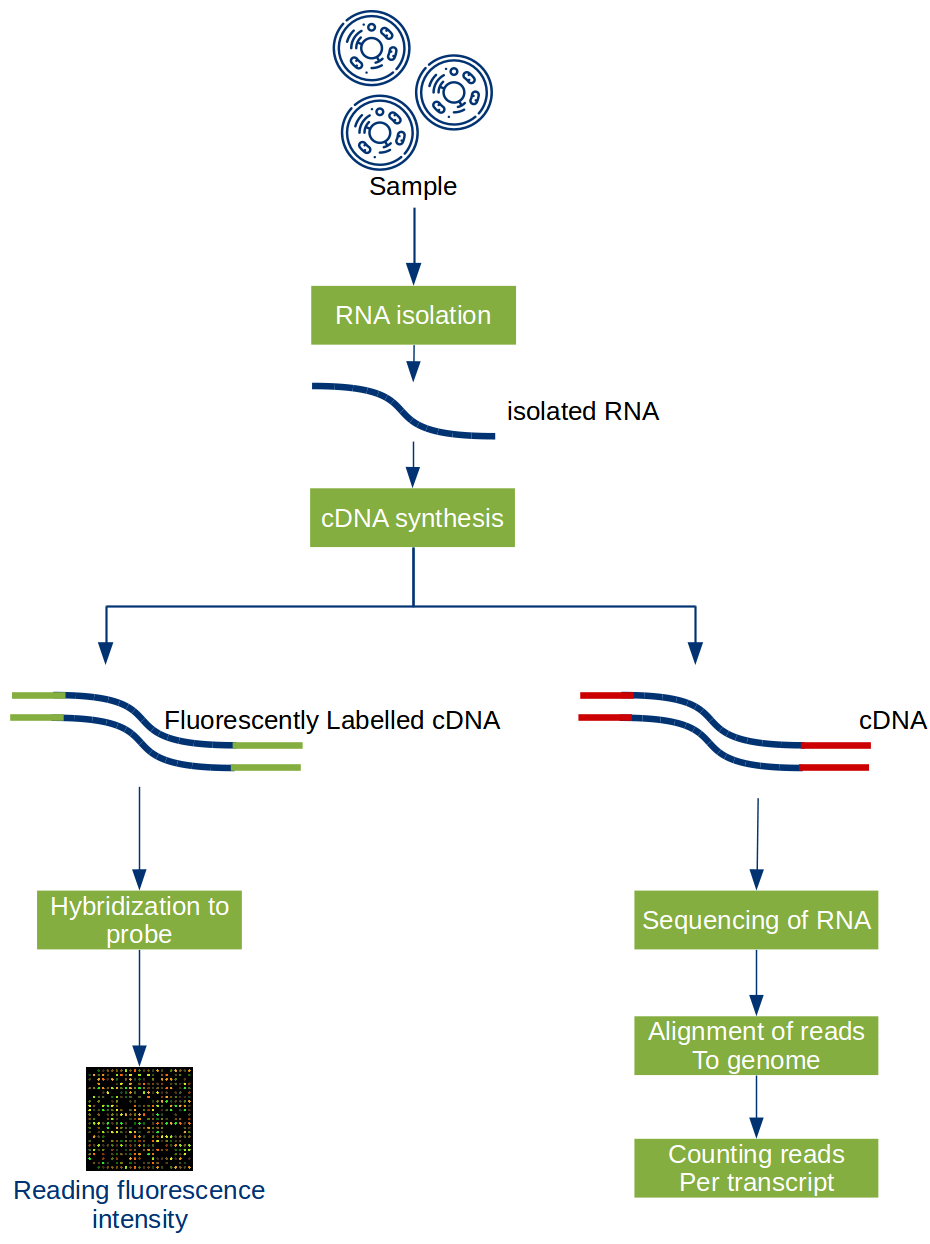 Sample
RNA isolation
isolated RNA
cDNA synthesis
Fluorescently Labelled cDNA
cDNA
Hybridization to
probe
Sequencing of RNA
Alignment of reads
To genome
Counting reads
Per transcript
Reading fluorescence
intensity